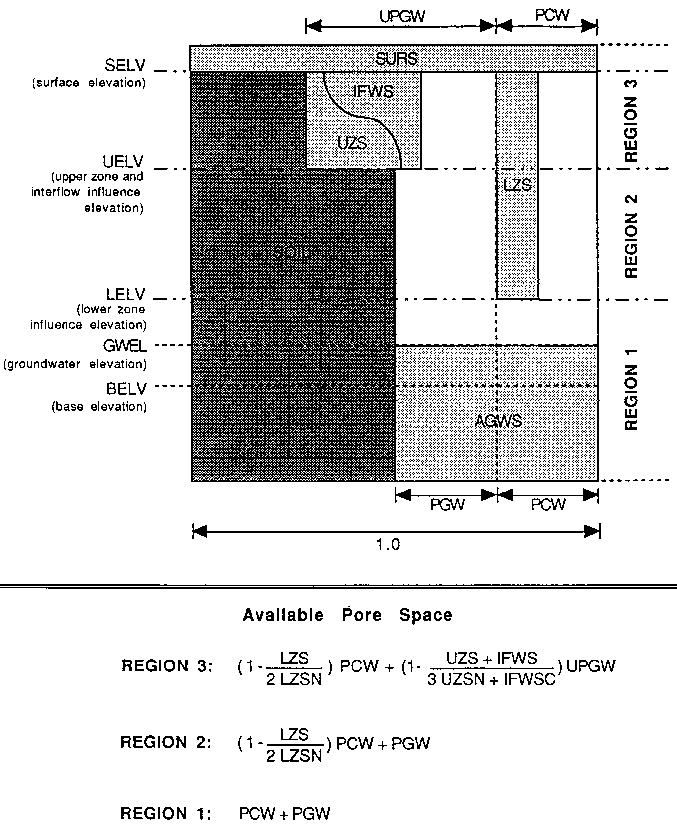 UPGW PCW
SURS
SELV
(surface elevation)
IFWS
UZS
REGION 3
UELV
(upper zone and
interflow influence
elevation)
LZS
REGION 2
SOIL
LELV
(lower zone
influence elevation)
GWEL
(groundwater elevation)
BELV
(base elevation)
REGION 1
AGWS
PGW PCW
1.0
Available Pore Space
REGION 3: (1 - LZS / 2 LZSN) PCW + (1- UZS + IFWS / 3 UZSN + IFWSC) UPGW
REGION 2: (1 - LZS / 2 LZSN) PCW + PGW
REGION 1: PCW + PGW